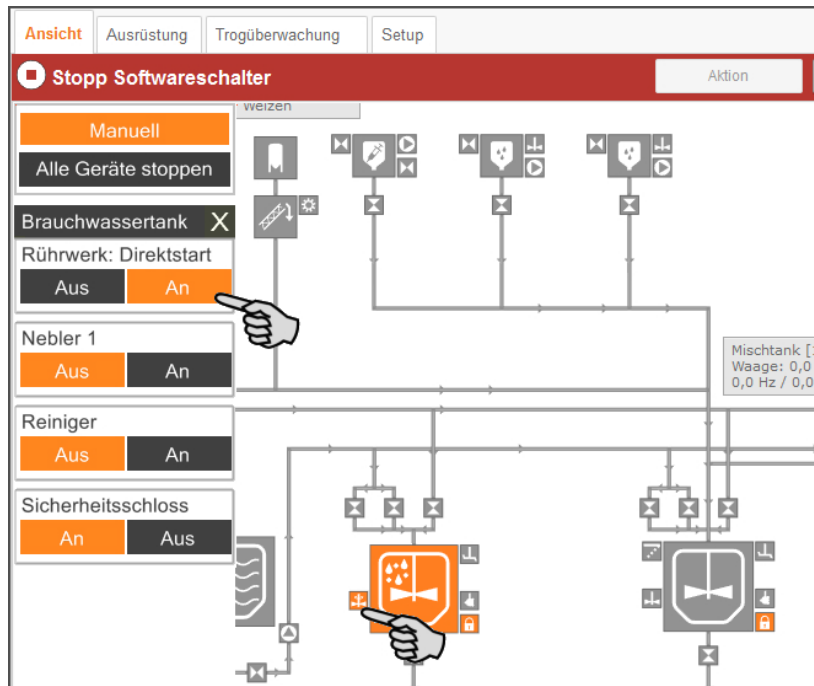 Ansicht
Ausrüstung
Trogüberwachung
Setup
Stopp Softwareschalter
Aktion
Weizen
Manuell
Alle Geräte stoppen
Brauchwassertank X
Rührwerk: Direktstart
Aus An
Nebler 1
Aus An
Reiniger
Aus An
Sicherheitsschloss
An Aus
Mischtank [
Waage: 0,0
0,0 Hz / 0,0